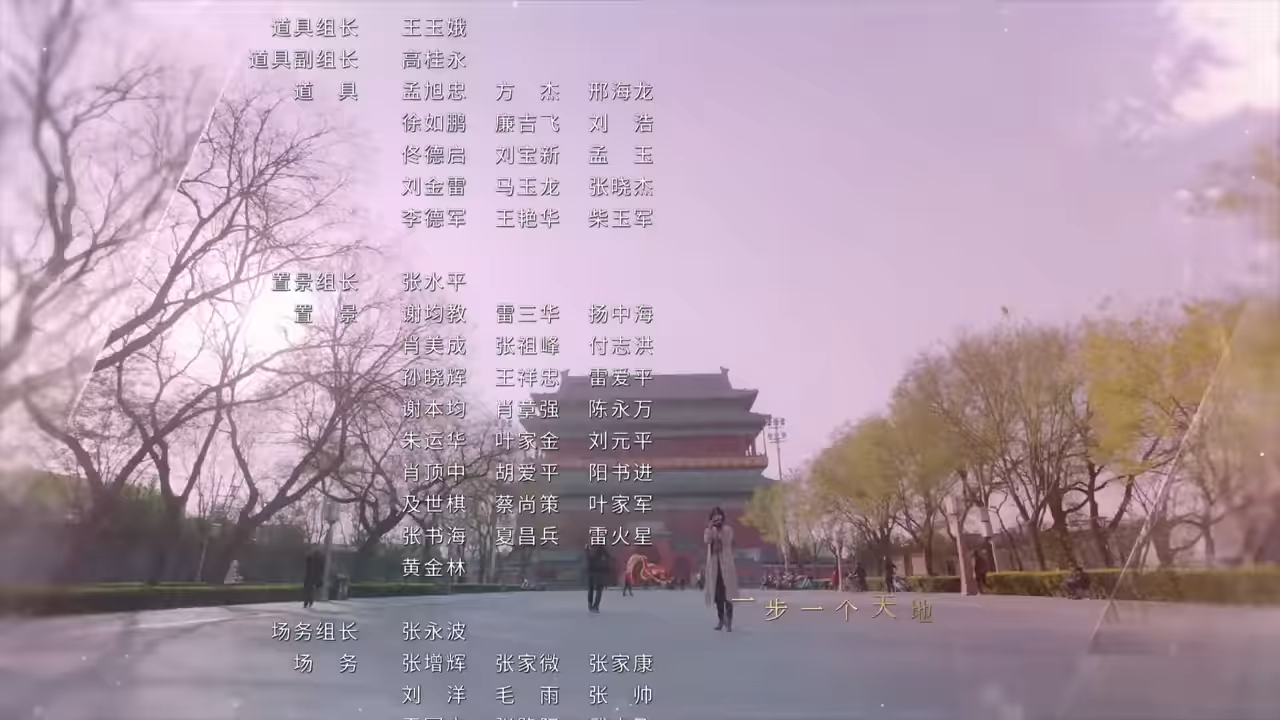 道具组长 王玉娥
道具副组长 高桂永
道 具 孟旭忠 方 杰 邢海龙
徐如鹏 廉吉飞 刘 浩
佟德启 刘宝新 孟 玉
刘金雷 马玉龙 张晓杰
李德军 王艳华 柴玉军
置景组长 张水平
置 景 谢均教 雷三华 扬中海
肖美成 张祖峰 付志洪
孙晓辉 王祥忠 雷爱平
谢本均 肖章强 陈永万
朱运华 叶家金 刘元平
肖顶中 胡爱平 阳书进
及世棋 蔡尚策 叶家军
张书海 夏昌兵 雷火星
黄金林
一步一个天地
场务组长 张永波
场 务 张增辉 张家微 张家康
刘 洋 毛 雨 张 帅